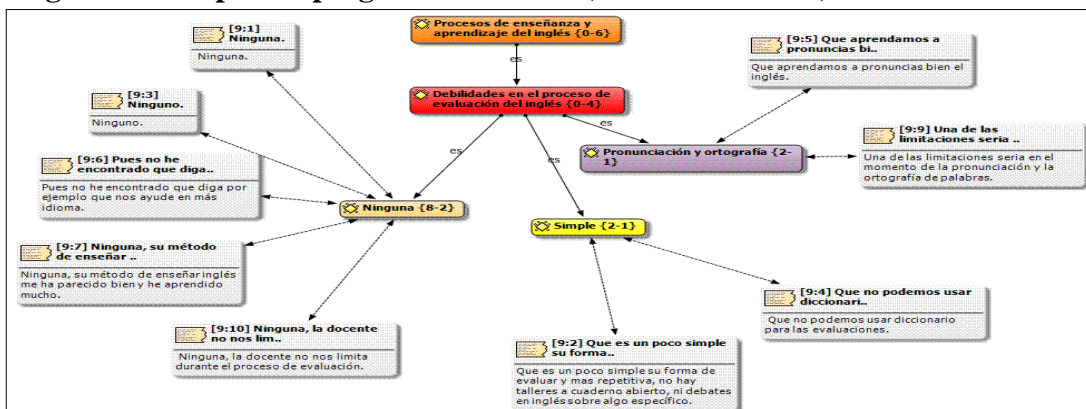 Procesos de enseñanza y
aprendizaje del inglés {0-6}
es
Debilidades en el proceso de
evaluación del inglés {0-4}
es
es
es
[9:1]
Ninguna.
Ninguna.
[9:3]
Ninguno.
Ninguno.
[9:6] Pues no he
encontrado que diga..
Pues no he encontrado que diga por
ejemplo que nos ayude en más
idioma.
[9:7] Ninguna, su método
de enseñar ..
Ninguna, su método de enseñar inglés
me ha parecido bien y he aprendido
mucho.
[9:10] Ninguna, la docente
no nos lim..
Ninguna, la docente no nos limita
durante el proceso de evaluación.
Ninguna {8-2}
Simple {2-1}
Pronunciación y ortografía {2-
1}
[9:5] Que aprendamos a
pronuncias bi..
Que aprendamos a pronuncias bien el
inglés.
[9:9] Una de las
limitaciones seria ..
Una de las limitaciones seria en el
momento de la pronunciación y la
ortografía de palabras.
[9:4] Que no podemos usar
diccionari..
Que no podemos usar diccionario
para las evaluaciones.
[9:2] Que es un poco simple
su forma..
Que es un poco simple su forma de
evaluar y mas repetitiva, no hay
talleres a cuaderno abierto, ni debates
en inglés sobre algo específico.